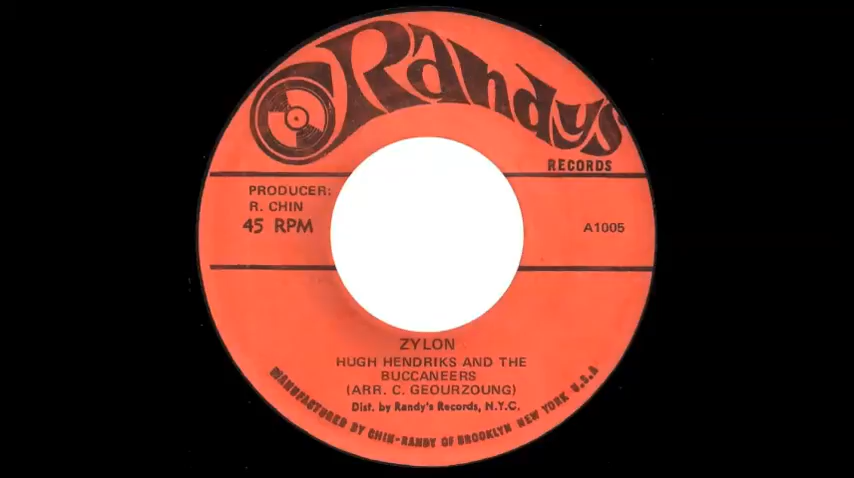 Randys
RECORDS
PRODUCER:
R. CHIN
45 RPM
A1005
ZYLON
HUGH HENDRIKS AND THE
BUCCANEERS
(ARR. C. GEOURZOUNG)
Dist. by Randy's Records, N.Y.C.
MANUFACTURED BY CHIN-RANDY OF BROOKLYN NEW YORK U.S.A